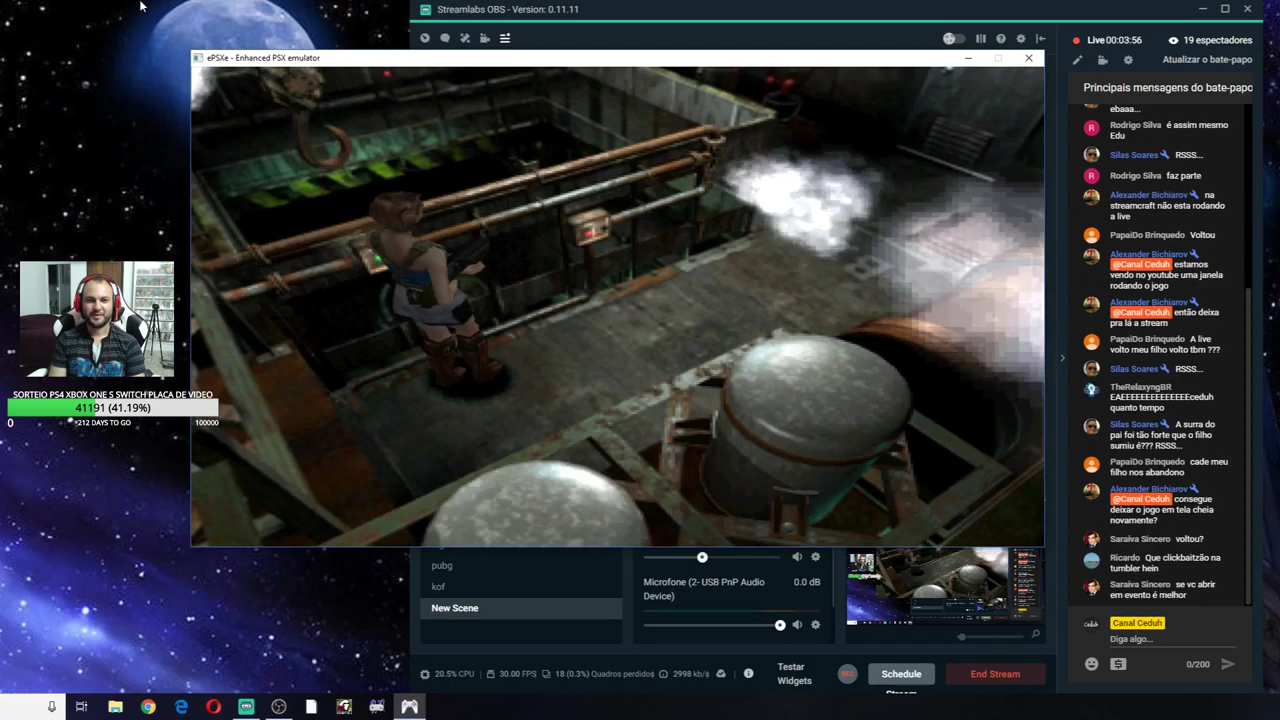 Streamlabs OBS - Version: 0.11.11
ePSXe - Enhanced PSX emulator
Live 00:03:56
19 espectadores
Atualizar o bate-papo
Principais mensagens do bate-papo
ebaaa...
Rodrigo Silva é assim mesmo
Edu
Silas Soares RSSS...
Rodrigo Silva faz parte
Alexander Bichiarov na
streamcraft não esta rodando
a live
PapaiDo Brinquedo Voltou
Alexander Bichiarov
@Canal Ceduh estamos
vendo no youtube uma janela
rodando o jogo
Alexander Bichiarov
@Canal Ceduh então deixa
pra lá a stream
PapaiDo Brinquedo A live
volto meu filho volto tbm ???
Silas Soares RSSS...
TheRelaxyngBR
EAEEEEEEEEEEEEEceduh
quanto tempo
Silas Soares A surra do
pai foi tão forte que o filho
sumiu é??? RSSS...
PapaiDo Brinquedo cade meu
filho nos abandono
Alexander Bichiarov
@Canal Ceduh consegue
deixar o jogo em tela cheia
novamente?
Saraiva Sincero voltou?
Ricardo Que clickbaitzão na
tumbler hein
Saraiva Sincero se vc abrir
em evento é melhor
Canal Ceduh
Diga algo...
0/200
SORTEIO PS4 XBOX ONE S SWITCH PLACA DE VIDEO
41191 (41.19%)
0 212 DAYS TO GO 100000
pubg
kof
New Scene
Microfone (2- USB PnP Audio
Device)
0.0 dB
20.5% CPU
30.00 FPS
18 (0.3%) Quadros perdidos
2998 kb/s
Testar
Widgets
REC
Schedule
Stream
End Stream